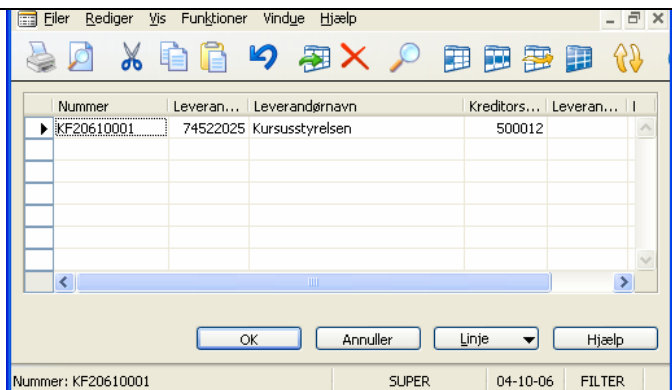 Filer Rediger Vis Funktioner Vindue Hjælp
Nummer Leveran... Leverandørnavn Kreditors... Leveran...
KF20610001 74522025 Kursusstyrelsen 500012
OK Annuller Linje Hjælp
Nummer: KF20610001 SUPER 04-10-06 FILTER